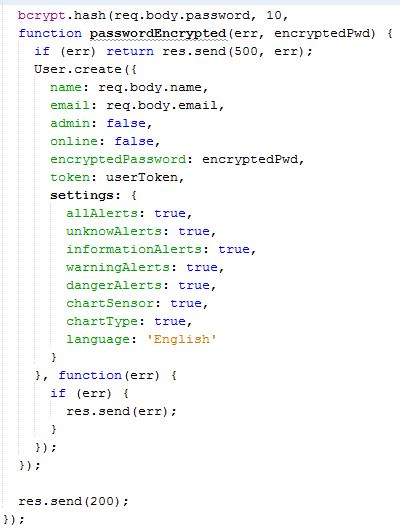 bcrypt.hash(req.body.password, 10,
function passwordEncrypted(err, encryptedPwd) {
if (err) return res.send(500, err);
User.create({
name: req.body.name,
email: req.body.email,
admin: false,
online: false,
encryptedPassword: encryptedPwd,
token: userToken,
settings: {
allAlerts: true,
unknowAlerts: true,
informationAlerts: true,
warningAlerts: true,
dangerAlerts: true,
chartSensor: true,
chartType: true,
language: 'English'
}
}, function(err) {
if (err) {
res.send(err);
}
});
});
res.send(200);
});